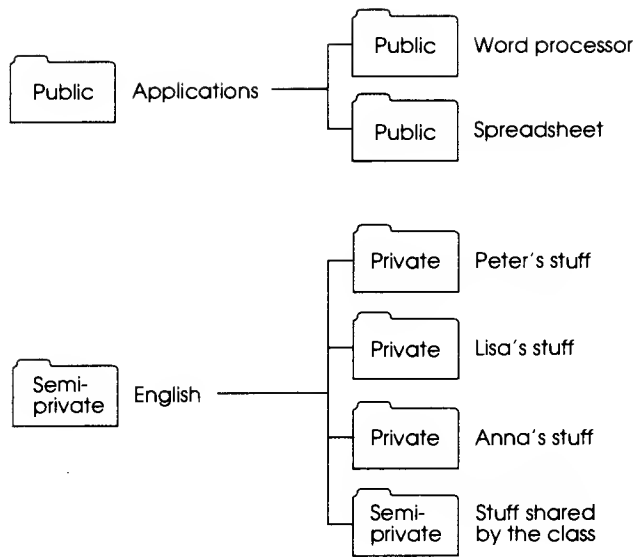 Public Applications
Public Word processor
Public Spreadsheet
Semi-
private English
Private Peter's stuff
Private Lisa's stuff
Private Anna's stuff
Semi- Stuff shared
private by the class